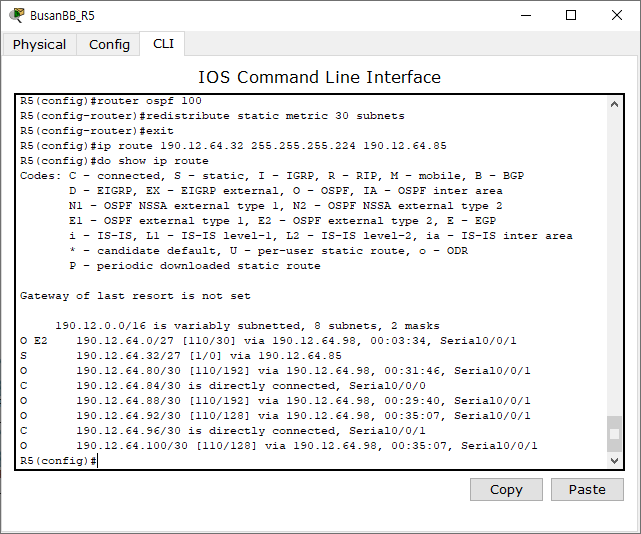 BusanBB_R5
Physical Config CLI
IOS Command Line Interface
R5(config)#router ospf 100
R5(config-router)#redistribute static metric 30 subnets
R5(config-router)#exit
R5(config)#ip route 190.12.64.32 255.255.255.224 190.12.64.85
R5(config)#do show ip route
Codes: C - connected, S - static, I - IGRP, R - RIP, M - mobile, B - BGP
       D - EIGRP, EX - EIGRP external, O - OSPF, IA - OSPF inter area
       N1 - OSPF NSSA external type 1, N2 - OSPF NSSA external type 2
       E1 - OSPF external type 1, E2 - OSPF external type 2, E - EGP
       i - IS-IS, L1 - IS-IS level-1, L2 - IS-IS level-2, ia - IS-IS inter area
       * - candidate default, U - per-user static route, o - ODR
       P - periodic downloaded static route
Gateway of last resort is not set
     190.12.0.0/16 is variably subnetted, 8 subnets, 2 masks
O E2    190.12.64.0/27 [110/30] via 190.12.64.98, 00:03:34, Serial0/0/1
S       190.12.64.32/27 [1/0] via 190.12.64.85
O       190.12.64.80/30 [110/192] via 190.12.64.98, 00:31:46, Serial0/0/1
C       190.12.64.84/30 is directly connected, Serial0/0/0
O       190.12.64.88/30 [110/192] via 190.12.64.98, 00:29:40, Serial0/0/1
O       190.12.64.92/30 [110/128] via 190.12.64.98, 00:35:07, Serial0/0/1
C       190.12.64.96/30 is directly connected, Serial0/0/1
O       190.12.64.100/30 [110/128] via 190.12.64.98, 00:35:07, Serial0/0/1
R5(config)#
Copy Paste